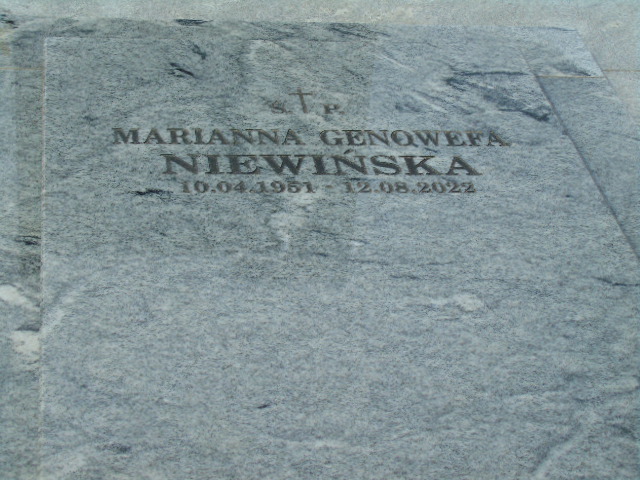 Ś † P
MARIANNA GENOWEFA
NIEWIŃSKA
10.04.1951 12.08.2022